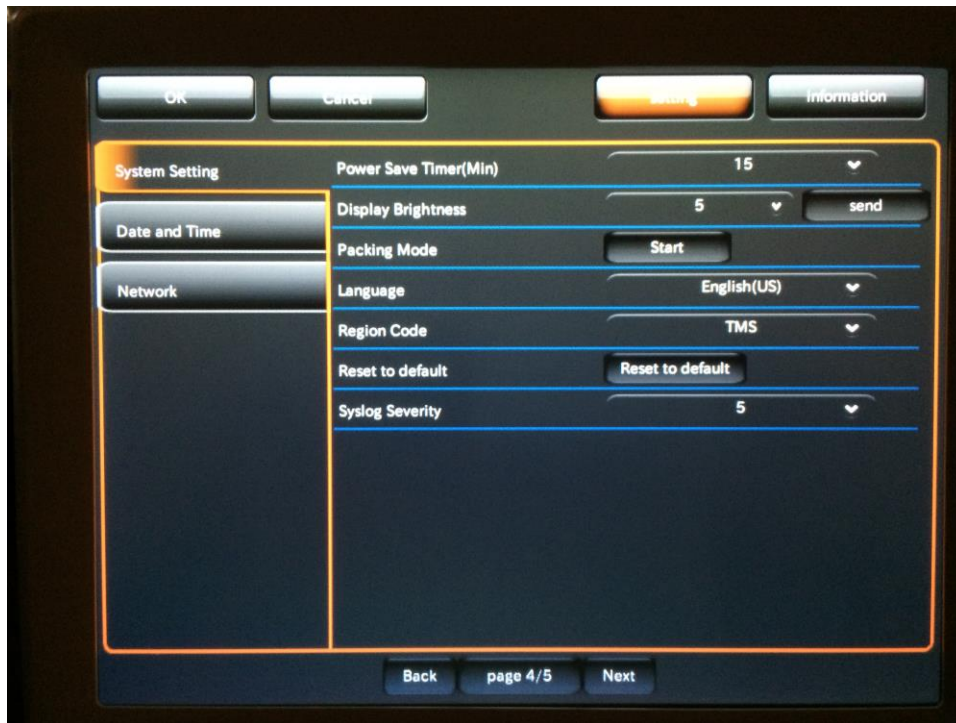 OK Cancel Setting Information
System Setting
Date and Time
Network
Power Save Timer(Min) 15
Display Brightness 5 send
Packing Mode Start
Language English(US)
Region Code TMS
Reset to default Reset to default
Syslog Severity 5
Back page 4/5 Next